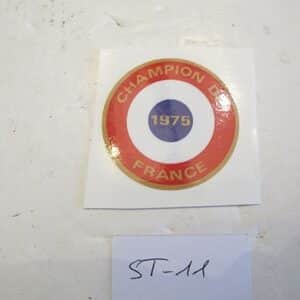 CHAMPION DE
1975
FRANCE
ST-11